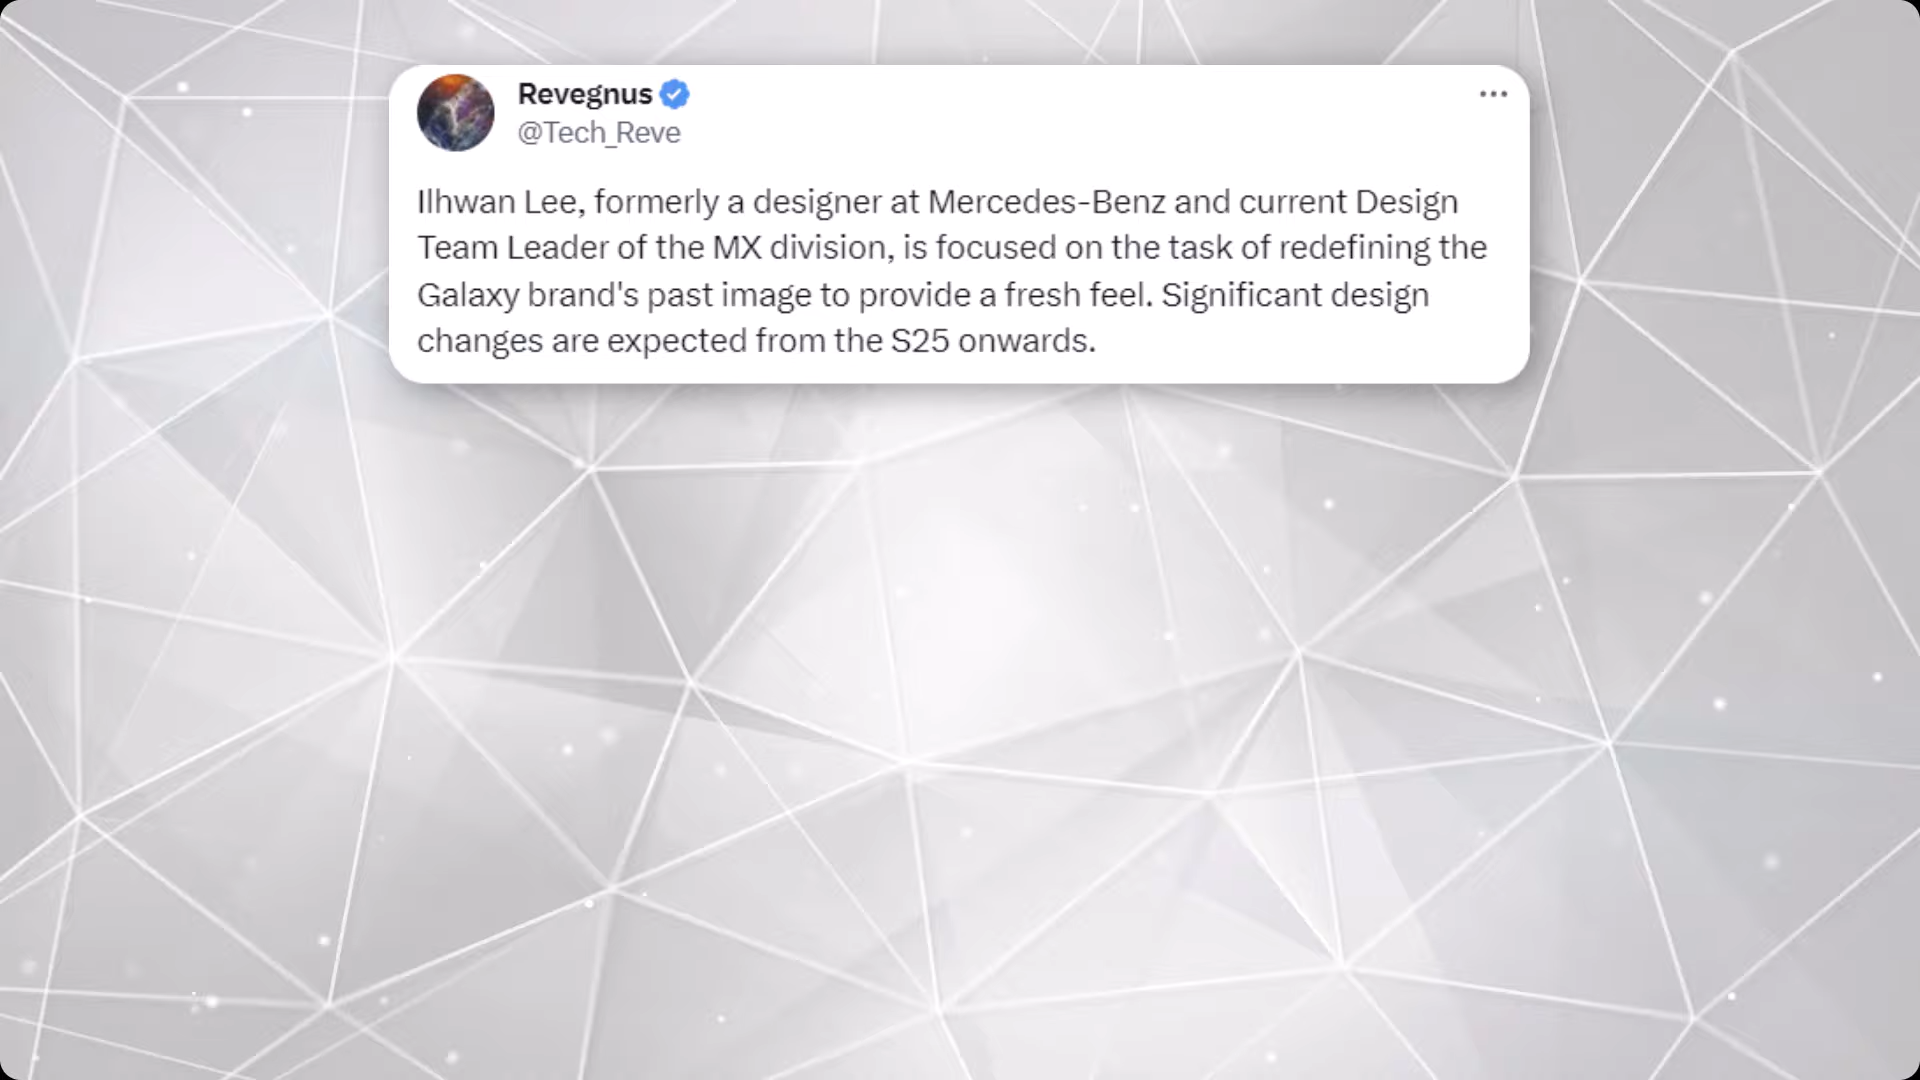 Revegnus
@Tech_Reve
Ilhwan Lee, formerly a designer at Mercedes-Benz and current Design
Team Leader of the MX division, is focused on the task of redefining the
Galaxy brand's past image to provide a fresh feel. Significant design
changes are expected from the S25 onwards.